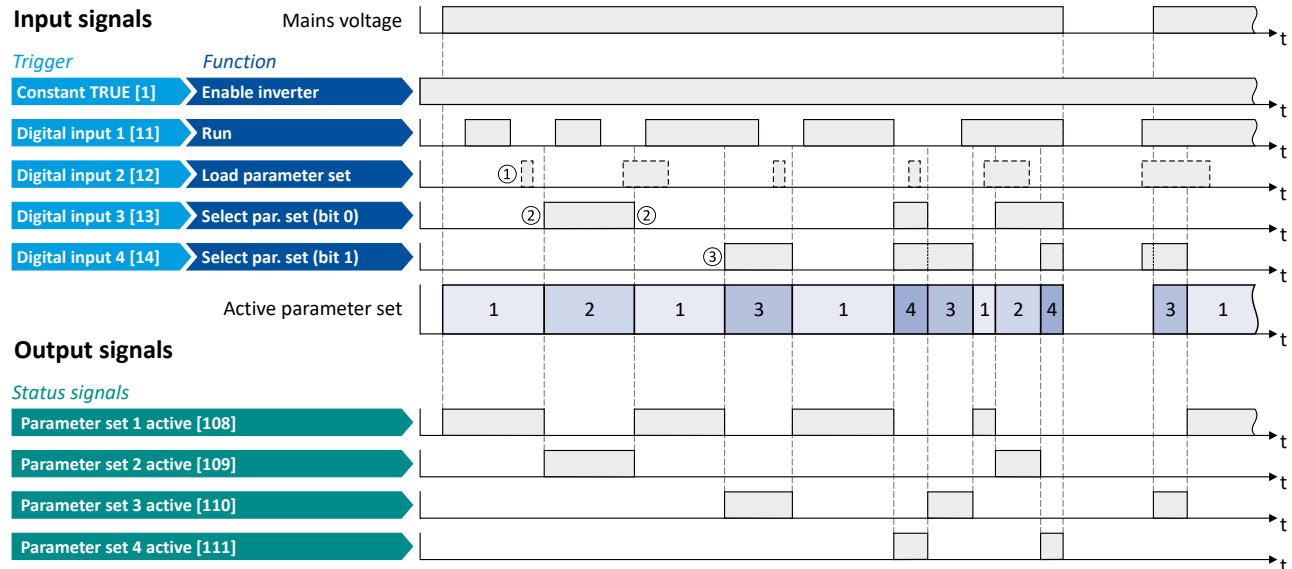 Input signals
Mains voltage
t
Trigger Function
Constant TRUE [1] Enable inverter
t
Digital input 1 [11] Run
t
Digital input 2 [12] Load parameter set ①
t
Digital input 3 [13] Select par. set (bit 0) ② ②
t
Digital input 4 [14] Select par. set (bit 1) ③
t
Active parameter set 1 2 1 3 1 4 3 1 2 4 3 1
t
Output signals
Status signals
Parameter set 1 active [108]
t
Parameter set 2 active [109]
t
Parameter set 3 active [110]
t
Parameter set 4 active [111]
t